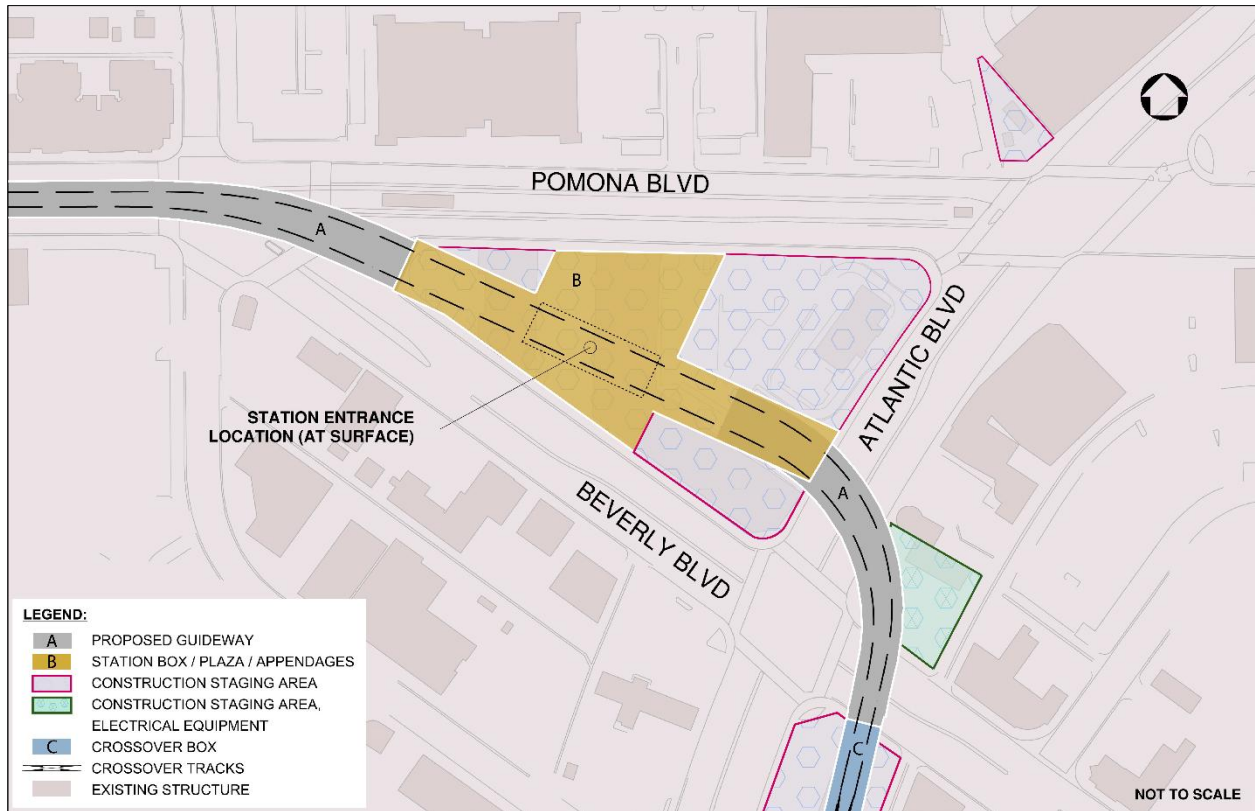 POMONA BLVD
A
B
ATLANTIC BLVD
STATION ENTRANCE
LOCATION (AT SURFACE)
A
BEVERLY BLVD
C
LEGEND:
A PROPOSED GUIDEWAY
B STATION BOX / PLAZA / APPENDAGES
CONSTRUCTION STAGING AREA
CONSTRUCTION STAGING AREA,
ELECTRICAL EQUIPMENT
C CROSSOVER BOX
CROSSOVER TRACKS
EXISTING STRUCTURE
NOT TO SCALE